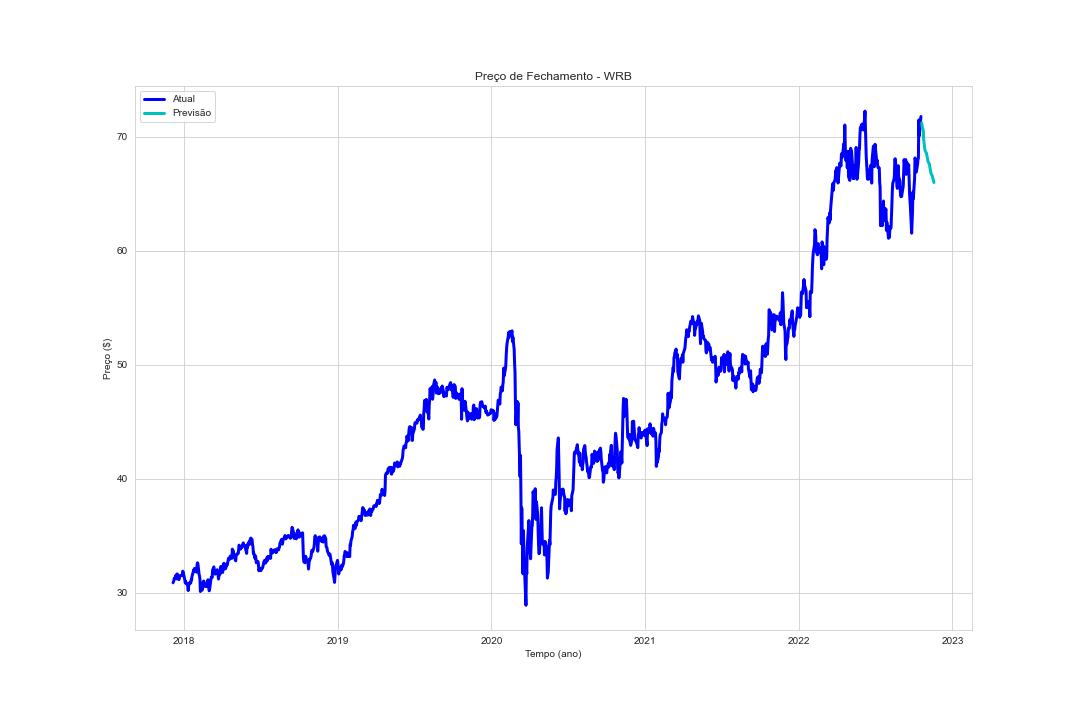 Preço de Fechamento - WRB
Atual
Previsão
70
60
50
40
30
Preço ($)
2018
2019
2020
2021
2022
2023
Tempo (ano)